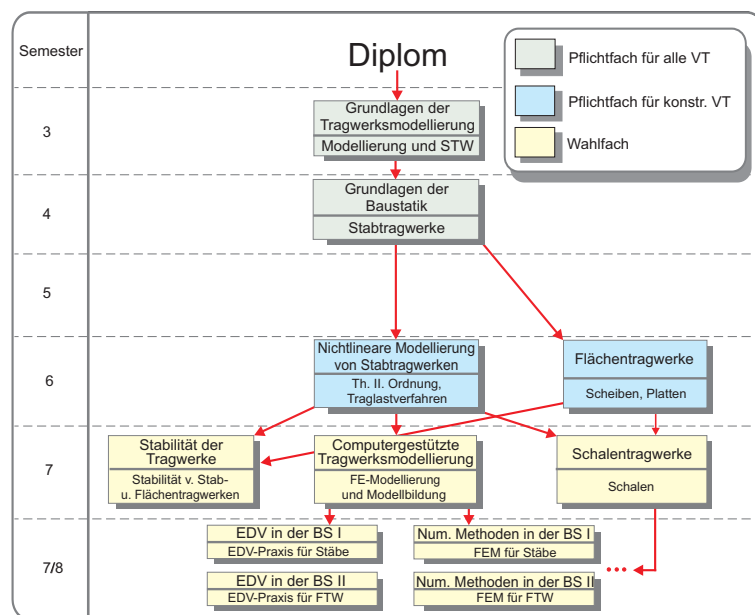 Semester
Diplom
Pflichtfach für alle VT
Pflichtfach für konstr. VT
Wahlfach
3
Grundlagen der
Tragwerksmodellierung
Modellierung und STW
4
Grundlagen der
Baustatik
Stabtragwerke
5
6
Nichtlineare Modellierung
von Stabtragwerken
Th. II. Ordnung,
Traglastverfahren
Flächentragwerke
Scheiben, Platten
7
Stabilität der
Tragwerke
Stabilität v. Stab-
u. Flächentragwerken
Computergestützte
Tragwerksmodellierung
FE-Modellierung
und Modellbildung
Schalentragwerke
Schalen
7/8
EDV in der BS I
EDV-Praxis für Stäbe
Num. Methoden in der BS I
FEM für Stäbe
EDV in der BS II
EDV-Praxis für FTW
Num. Methoden in der BS II
FEM für FTW